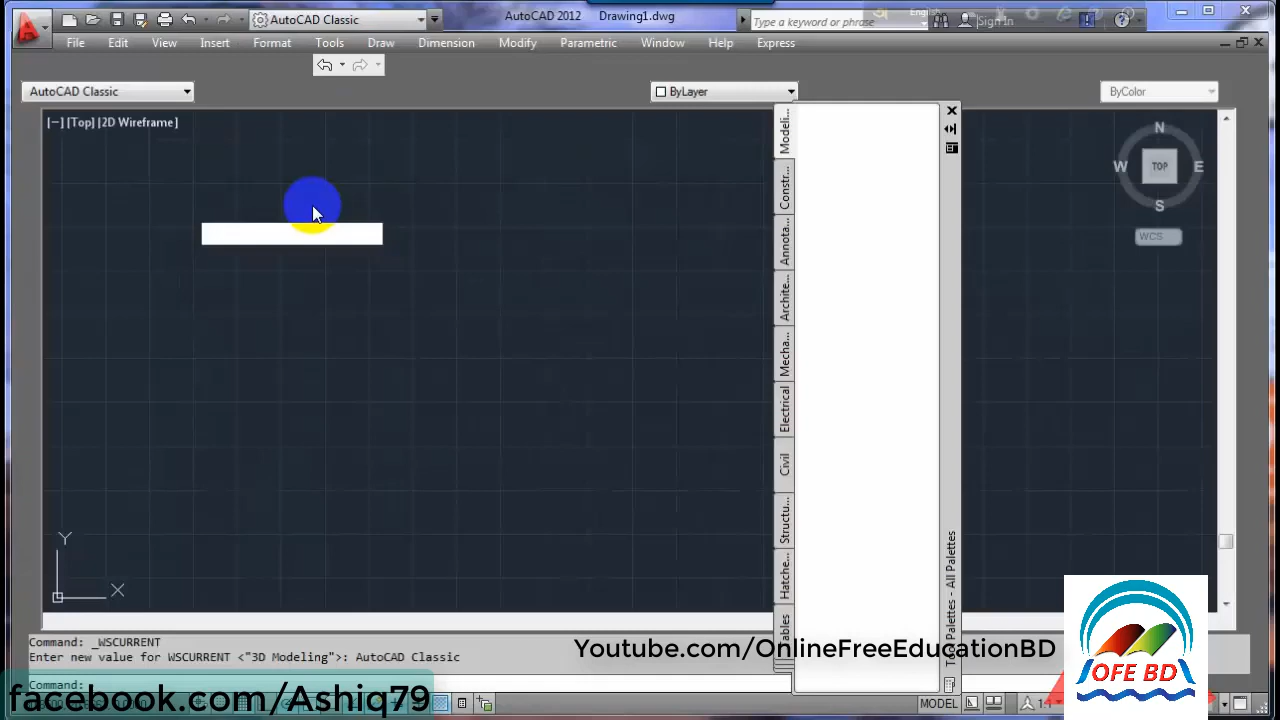 AutoCAD Classic
AutoCAD 2012 Drawing1.dwg
Type a keyword or phrase
English
Sign In
File Edit View Insert Format Tools Draw Dimension Modify Parametric Window Help Express
AutoCAD Classic
ByLayer
ByColor
[−] [Top] [2D Wireframe]
Modeli...
Constr...
Annota...
Archite...
Mecha...
Electrical
Civil
Structu...
Hatche...
N
W TOP E
S
WCS
Y
X
All Palettes
Command: _WSCURRENT
Enter new value for WSCURRENT <"3D Modeling">: AutoCAD Classic
Command:
Youtube.com/OnlineFreeEducationBD
facebook.com/Ashiq79
MODEL
OFE BD